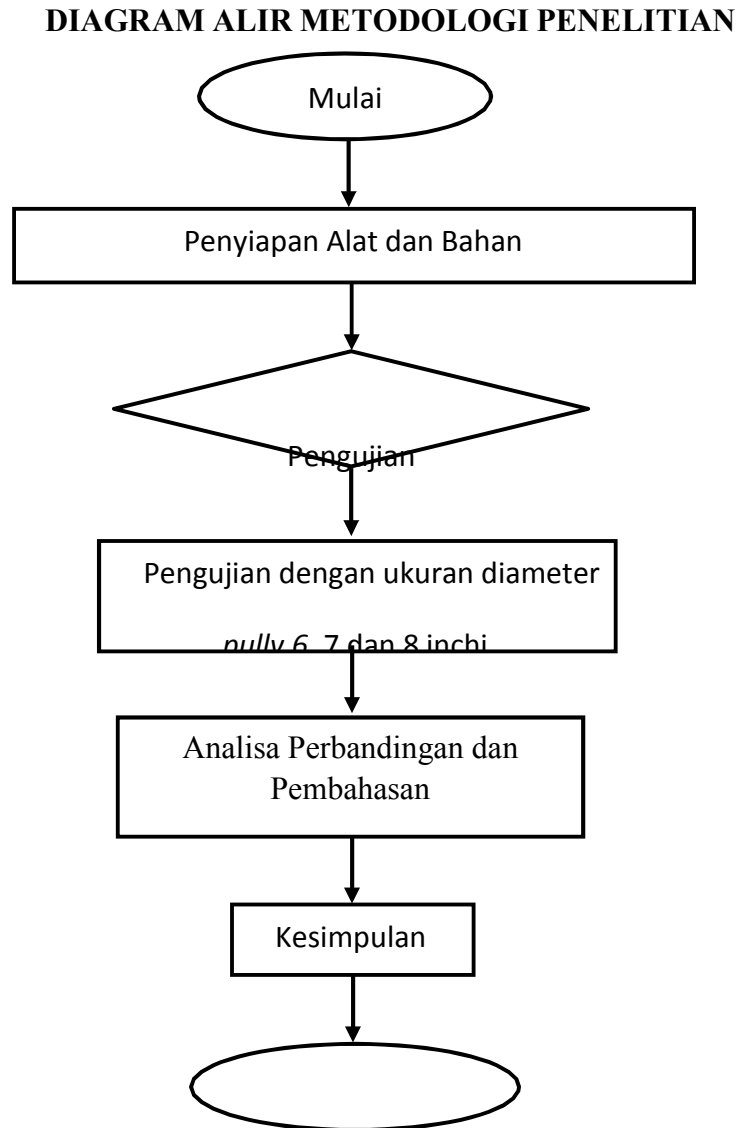 DIAGRAM ALIR METODOLOGI PENELITIAN
Mulai
Penyiapan Alat dan Bahan
Pengujian
Pengujian dengan ukuran diameter
pully 6, 7 dan 8 inchi
Analisa Perbandingan dan
Pembahasan
Kesimpulan